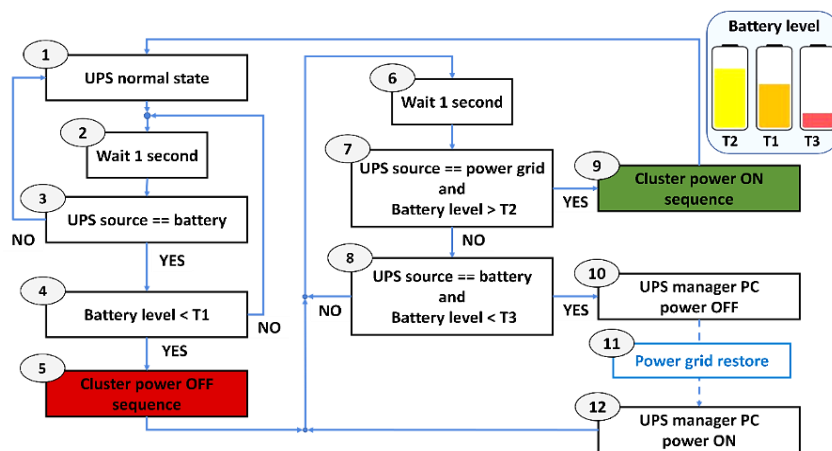 Battery level
T2 T1 T3
1
UPS normal state
2
Wait 1 second
3
UPS source == battery
NO
YES
4
Battery level < T1
NO
YES
5
Cluster power OFF
sequence
6
Wait 1 second
7
UPS source == power grid
and
Battery level > T2
YES
NO
8
UPS source == battery
and
Battery level < T3
NO
YES
9
Cluster power ON
sequence
10
UPS manager PC
power OFF
11
Power grid restore
12
UPS manager PC
power ON